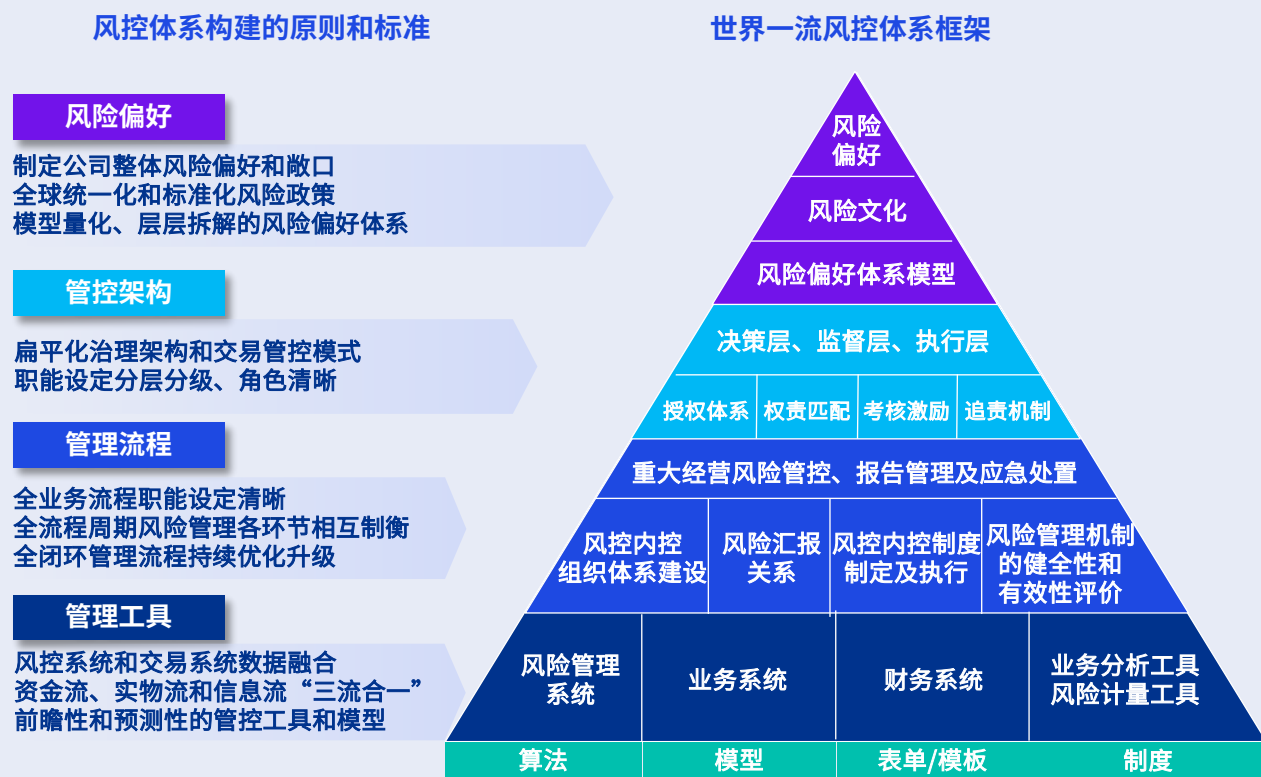 风控体系构建的原则和标准
风险偏好
制定公司整体风险偏好和敞口
全球统一化和标准化风险政策
模型量化、层层拆解的风险偏好体系
管控架构
扁平化治理架构和交易管控模式
职能设定分层分级、角色清晰
管理流程
全业务流程职能设定清晰
全流程周期风险管理各环节相互制衡
全闭环管理流程持续优化升级
管理工具
风控系统和交易系统数据融合
资金流、实物流和信息流“三流合一”
前瞻性和预测性的管控工具和模型
世界一流风控体系框架
风险
偏好
风险文化
风险偏好体系模型
决策层、监督层、执行层
授权体系
权责匹配
考核激励
追责机制
重大经营风险管控、报告管理及应急处置
风控内控
组织体系建设
风险汇报
关系
风控内控制度
制定及执行
风险管理机制
的健全性和
有效性评价
风险管理
系统
业务系统
财务系统
业务分析工具
风险计量工具
算法
模型
表单/模板
制度